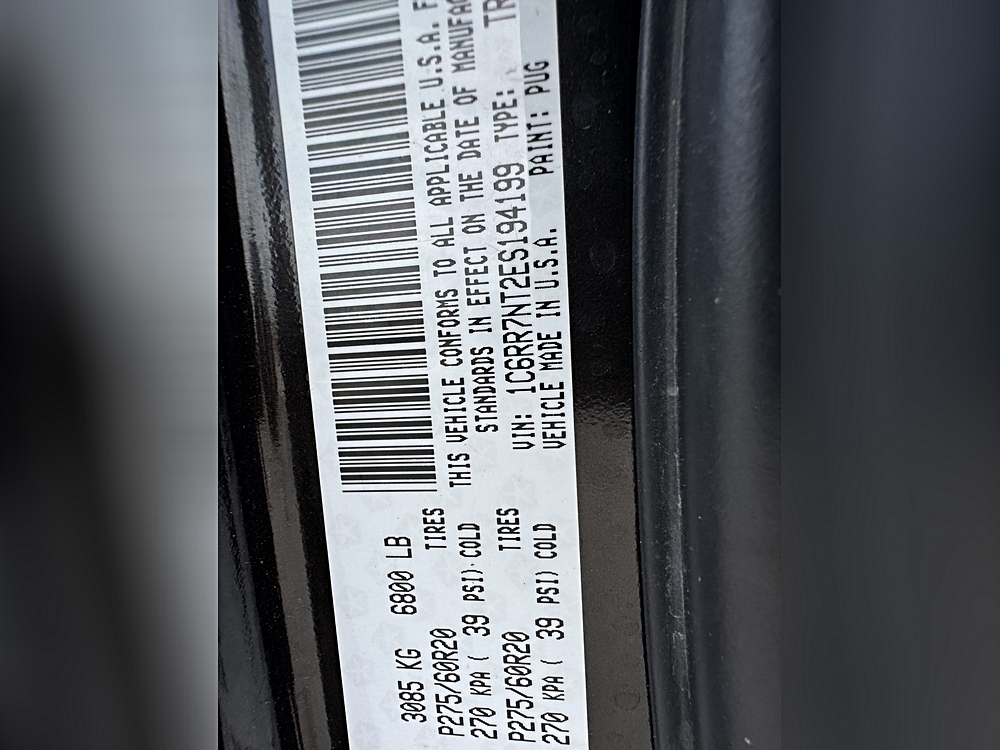 3085 KG 6800 LB
THIS VEHICLE CONFORMS TO ALL APPLICABLE U.S.A. F
STANDARDS IN EFFECT ON THE DATE OF MANUFAC
P275/60R20 TIRES
270 KPA ( 39 PSI) COLD
VIN: 1C6RR7NT2ES194199 TYPE: TR
P275/60R20 TIRES
270 KPA ( 39 PSI) COLD
VEHICLE MADE IN U.S.A. PAINT: PUG